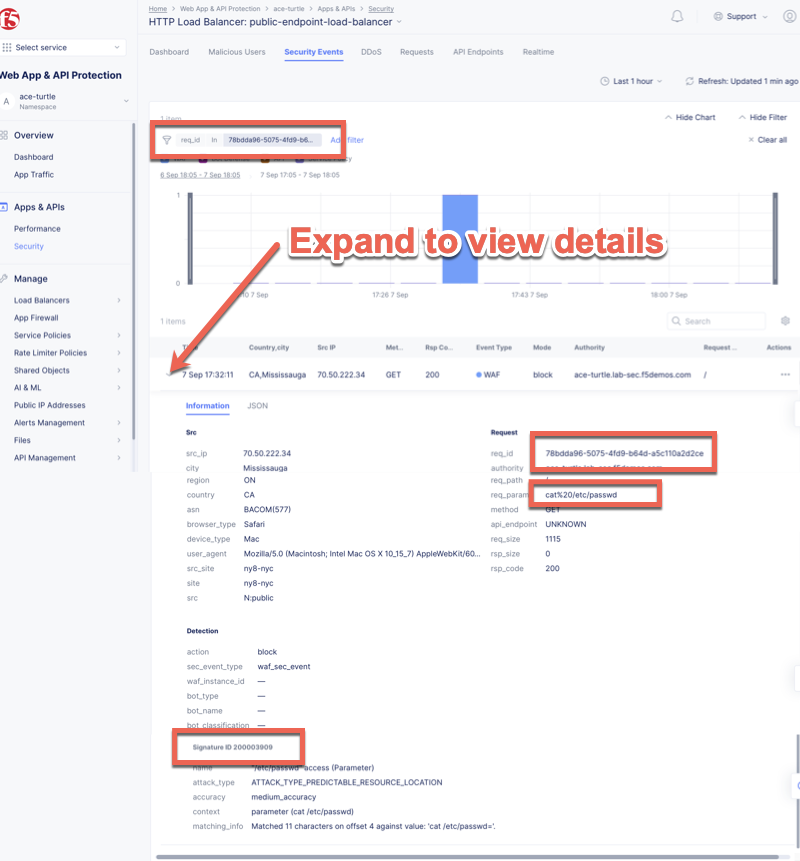 f5
Home > Web App & API Protection > ace-turtle > Apps & APIs > Security
HTTP Load Balancer: public-endpoint-load-balancer
Support
Select service
Web App & API Protection
A
ace-turtle
Namespace
Overview
Dashboard
App Traffic
Apps & APIs
Performance
Security
Manage
Load Balancers
App Firewall
Service Policies
Rate Limiter Policies
Shared Objects
AI & ML
Public IP Addresses
Alerts Management
Files
API Management
Dashboard Malicious Users Security Events DDoS Requests API Endpoints Realtime
Last 1 hour Refresh: Updated 1 min ago
1 item
Hide Chart Hide Filter
req_id In 78bdda96-5075-4fd9-b6... filter
Clear all
6 Sep 18:05 - 7 Sep 18:05 , 7 Sep 17:05 - 7 Sep 18:05
1
0
10 7 Sep 17:26 7 Sep 17:43 7 Sep 18:00 7 Sep
Expand to view details
1 items
Search
Country,city Src IP Met... Rsp Co... Event Type Mode Authority Request ... Actions
7 Sep 17:32:11 CA,Mississauga 70.50.222.34 GET 200 WAF block ace-turtle.lab-sec.f5demos.com / ...
Information JSON
Src
src_ip 70.50.222.34
city Mississauga
region ON
country CA
asn BACOM(577)
browser_type Safari
device_type Mac
user_agent Mozilla/5.0 (Macintosh; Intel Mac OS X 10_15_7) AppleWebKit/60...
src_site ny8-nyc
site ny8-nyc
src N:public
Request
req_id 78bdda96-5075-4fd9-b64d-a5c110a2d2ce
authority ace-turtle.lab-sec.f5demos.com
req_path /
req_param cat%20/etc/passwd
method GET
api_endpoint UNKNOWN
req_size 1115
rsp_size 0
rsp_code 200
Detection
action block
sec_event_type waf_sec_event
waf_instance_id —
bot_type —
bot_name —
bot_classification —
Signature ID 200003909
name "/etc/passwd" access (Parameter)
attack_type ATTACK_TYPE_PREDICTABLE_RESOURCE_LOCATION
accuracy medium_accuracy
context parameter (cat /etc/passwd)
matching_info Matched 11 characters on offset 4 against value: 'cat /etc/passwd='.